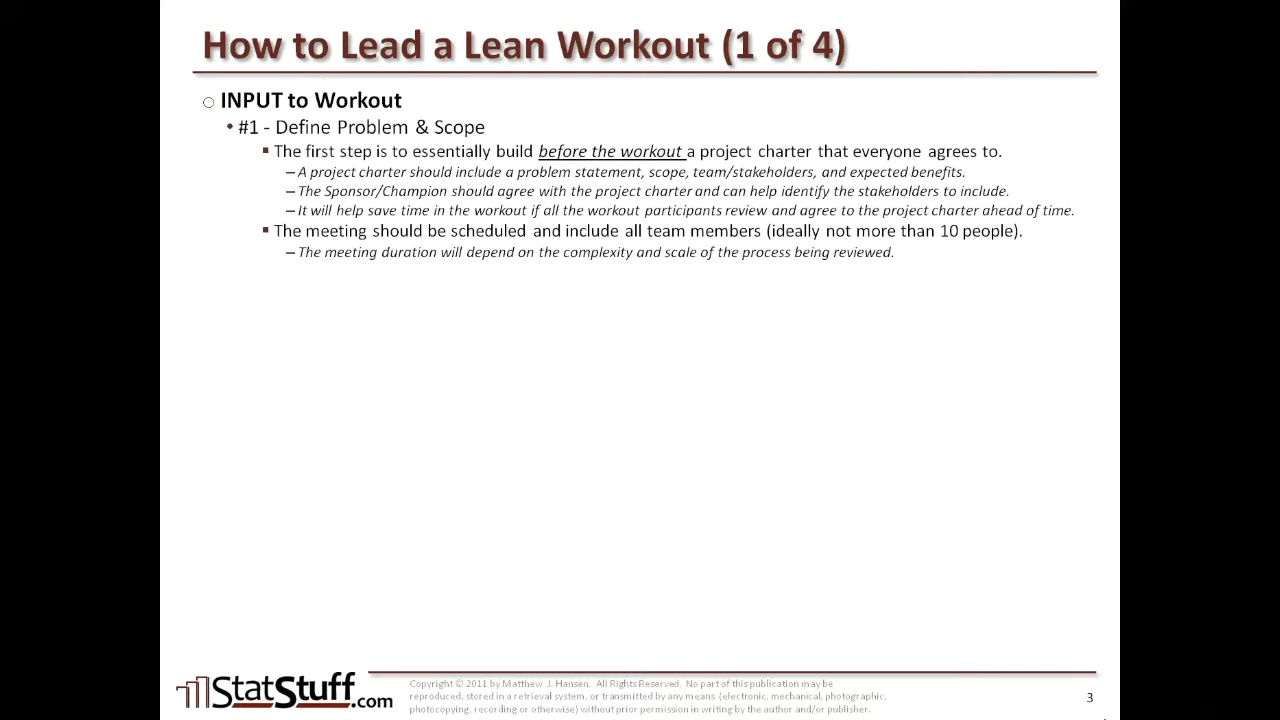 How to Lead a Lean Workout (1 of 4)
INPUT to Workout
#1 - Define Problem & Scope
The first step is to essentially build before the workout a project charter that everyone agrees to.
– A project charter should include a problem statement, scope, team/stakeholders, and expected benefits.
– The Sponsor/Champion should agree with the project charter and can help identify the stakeholders to include.
– It will help save time in the workout if all the workout participants review and agree to the project charter ahead of time.
The meeting should be scheduled and include all team members (ideally not more than 10 people).
– The meeting duration will depend on the complexity and scale of the process being reviewed.
StatStuff.com
Copyright © 2011 by Matthew J. Hansen. All Rights Reserved. No part of this publication may be
reproduced, stored in a retrieval system, or transmitted by any means (electronic, mechanical, photographic,
photocopying, recording or otherwise) without prior permission in writing by the author and/or publisher.
3